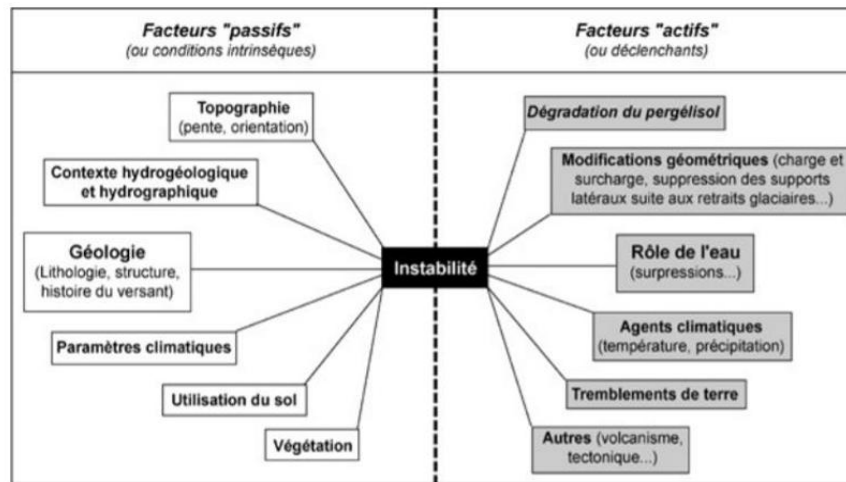 Facteurs "passifs"
(ou conditions intrinsèques)
Facteurs "actifs"
(ou déclenchants)
Topographie
(pente, orientation)
Contexte hydrogéologique
et hydrographique
Géologie
(Lithologie, structure,
histoire du versant)
Paramètres climatiques
Utilisation du sol
Végétation
Instabilité
Dégradation du pergélisol
Modifications géométriques (charge et
surcharge, suppression des supports
latéraux suite aux retraits glaciaires...)
Rôle de l'eau
(surpressions...)
Agents climatiques
(température, précipitation)
Tremblements de terre
Autres (volcanisme,
tectonique...)